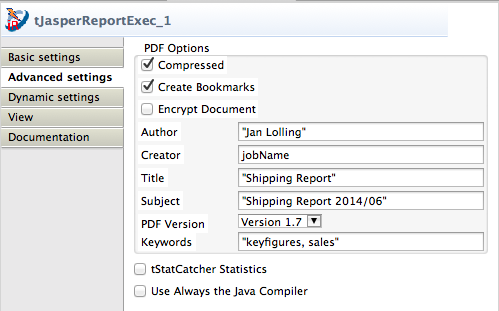 tJasperReportExec_1
Basic settings
Advanced settings
Dynamic settings
View
Documentation
PDF Options
Compressed
Create Bookmarks
Encrypt Document
Author "Jan Lolling"
Creator jobName
Title "Shipping Report"
Subject "Shipping Report 2014/06"
PDF Version Version 1.7
Keywords "keyfigures, sales"
tStatCatcher Statistics
Use Always the Java Compiler